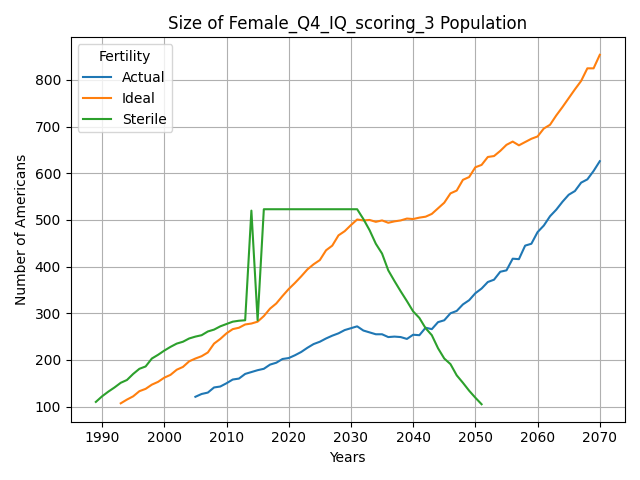 Size of Female_Q4_IQ_scoring_3 Population
Fertility
Actual
Ideal
Sterile
Number of Americans
800
700
600
500
400
300
200
100
1990 2000 2010 2020 2030 2040 2050 2060 2070
Years